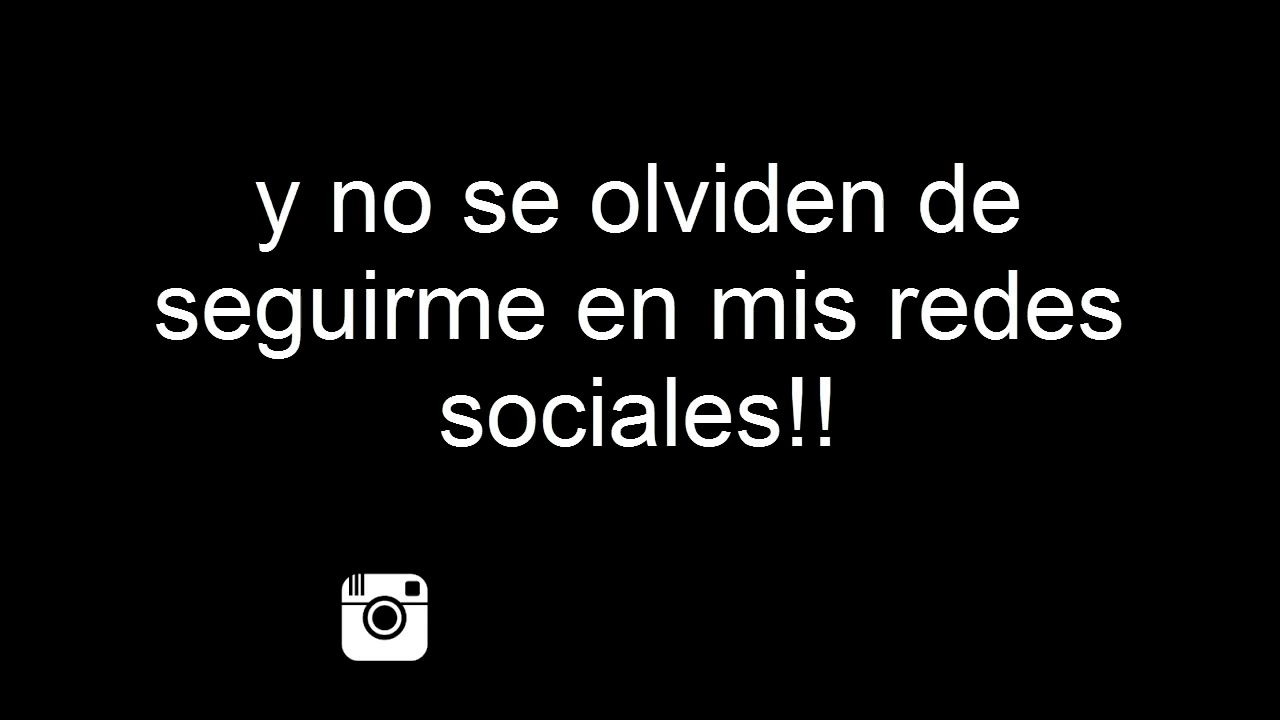 y no se olviden de
seguirme en mis redes
sociales!!